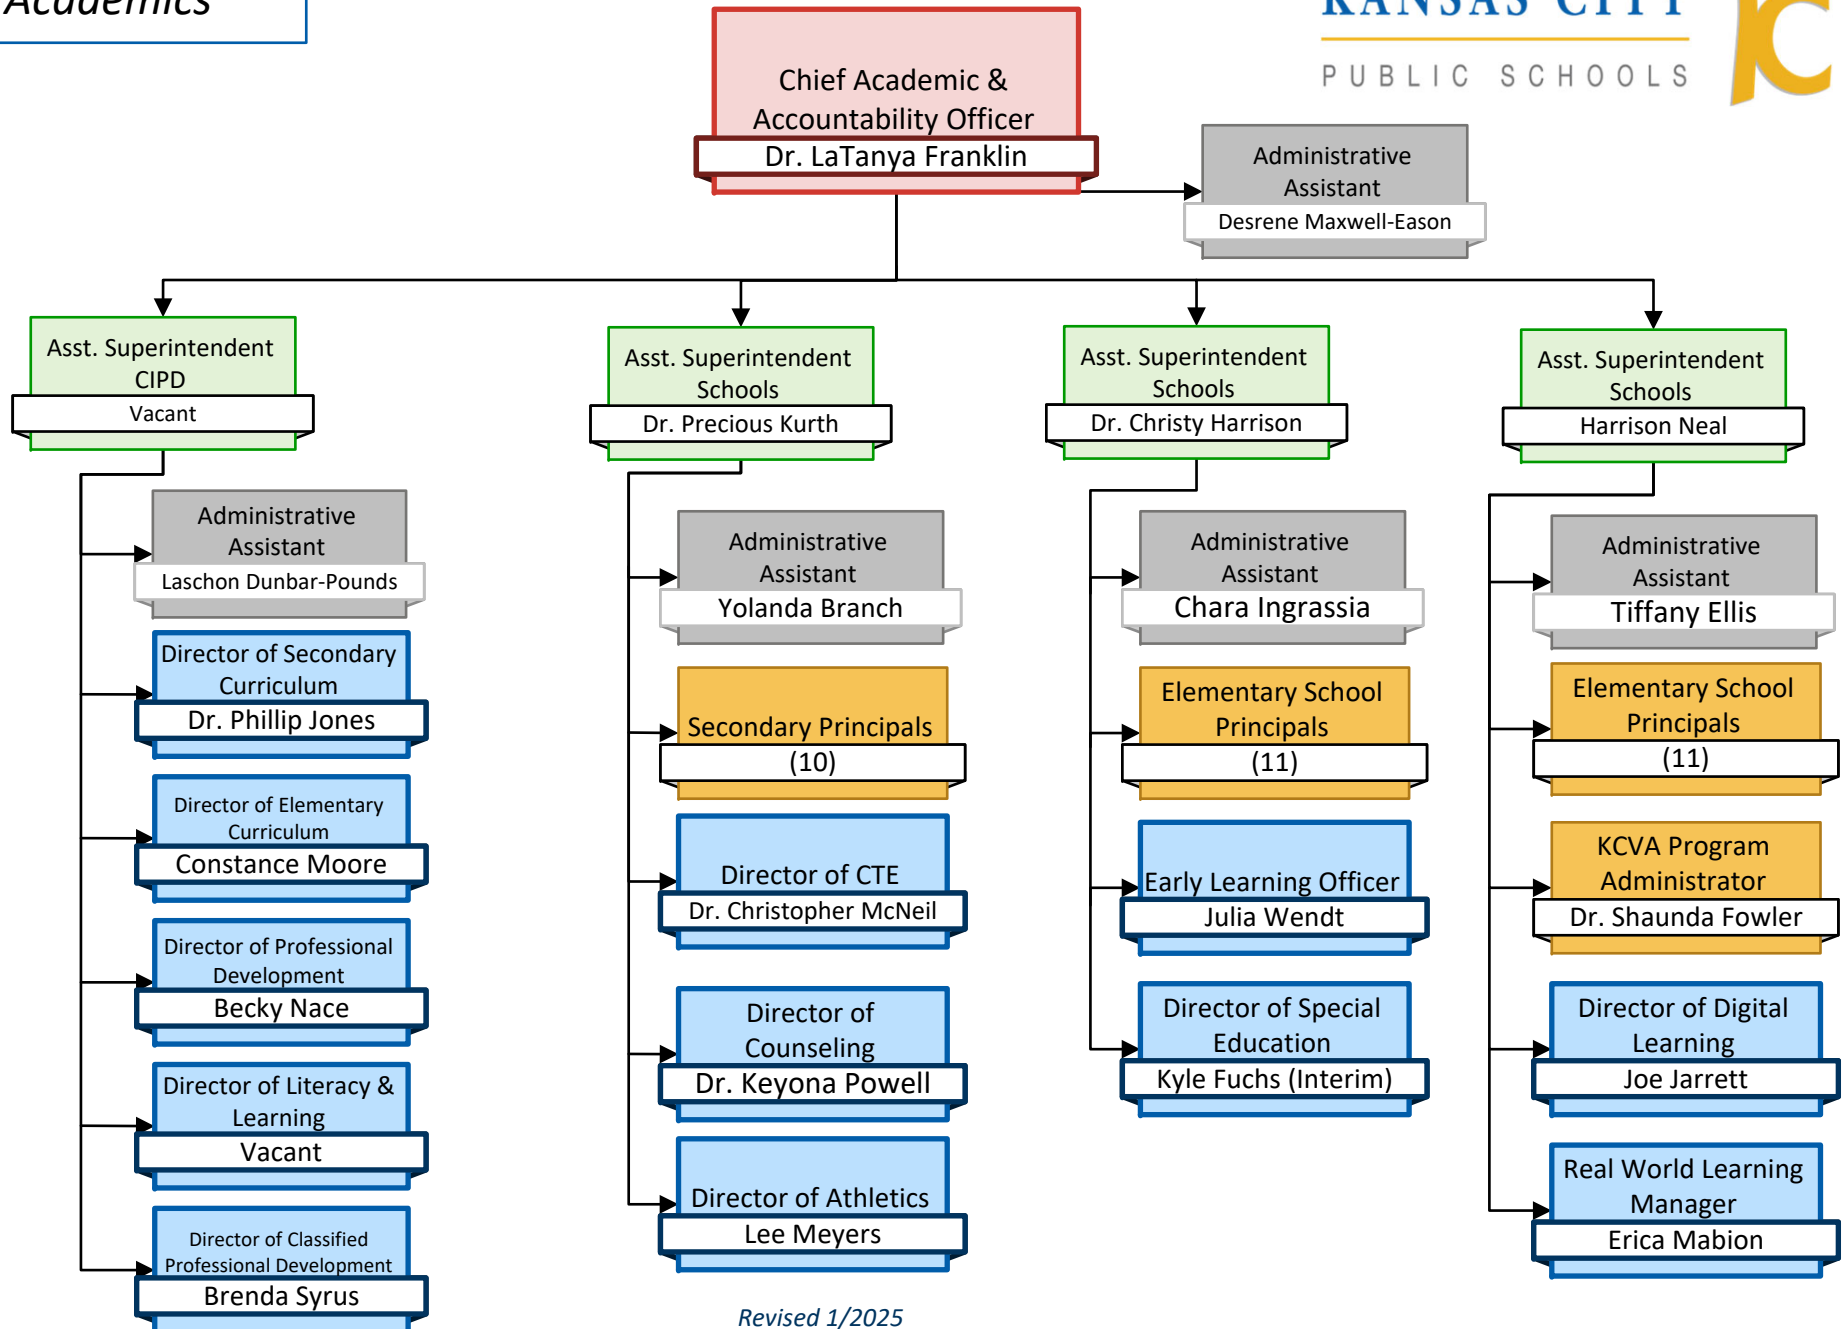 Academics
KANSAS CITY
PUBLIC SCHOOLS
Chief Academic &
Accountability Officer
Dr. LaTanya Franklin
Administrative
Assistant
Desrene Maxwell-Eason
Asst. Superintendent
CIPD
Vacant
Administrative
Assistant
Laschon Dunbar-Pounds
Director of Secondary
Curriculum
Dr. Phillip Jones
Director of Elementary
Curriculum
Constance Moore
Director of Professional
Development
Becky Nace
Director of Literacy &
Learning
Vacant
Director of Classified
Professional Development
Brenda Syrus
Asst. Superintendent
Schools
Dr. Precious Kurth
Administrative
Assistant
Yolanda Branch
Secondary Principals
(10)
Director of CTE
Dr. Christopher McNeil
Director of
Counseling
Dr. Keyona Powell
Director of Athletics
Lee Meyers
Asst. Superintendent
Schools
Dr. Christy Harrison
Administrative
Assistant
Chara Ingrassia
Elementary School
Principals
(11)
Early Learning Officer
Julia Wendt
Director of Special
Education
Kyle Fuchs (Interim)
Asst. Superintendent
Schools
Harrison Neal
Administrative
Assistant
Tiffany Ellis
Elementary School
Principals
(11)
KCVA Program
Administrator
Dr. Shaunda Fowler
Director of Digital
Learning
Joe Jarrett
Real World Learning
Manager
Erica Mabion
Revised 1/2025